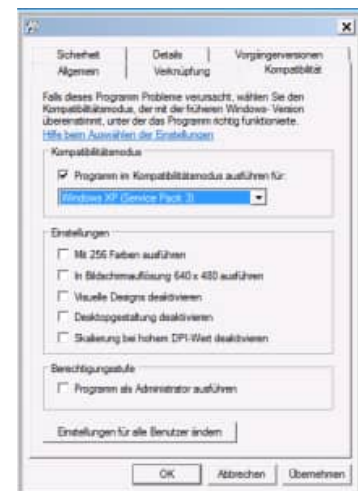 Sicherheit Details Vorgängerversionen
Allgemein Verknüpfung Kompatibilität
Falls dieses Programm Probleme verursacht, wählen Sie den
Kompatibilitätsmodus, der mit der früheren Windows-Version
übereinstimmt, unter der das Programm richtig funktionierte.
Hilfe beim Auswählen der Einstellungen
Kompatibilitätsmodus
Programm im Kompatibilitätsmodus ausführen für:
Windows XP (Service Pack 3)
Einstellungen
Mit 256 Farben ausführen
In Bildschirmauflösung 640 x 480 ausführen
Visuelle Designs deaktivieren
Desktopgestaltung deaktivieren
Skalierung bei hohem DPI-Wert deaktivieren
Berechtigungsstufe
Programm als Administrator ausführen
Einstellungen für alle Benutzer ändern
OK Abbrechen Übernehmen